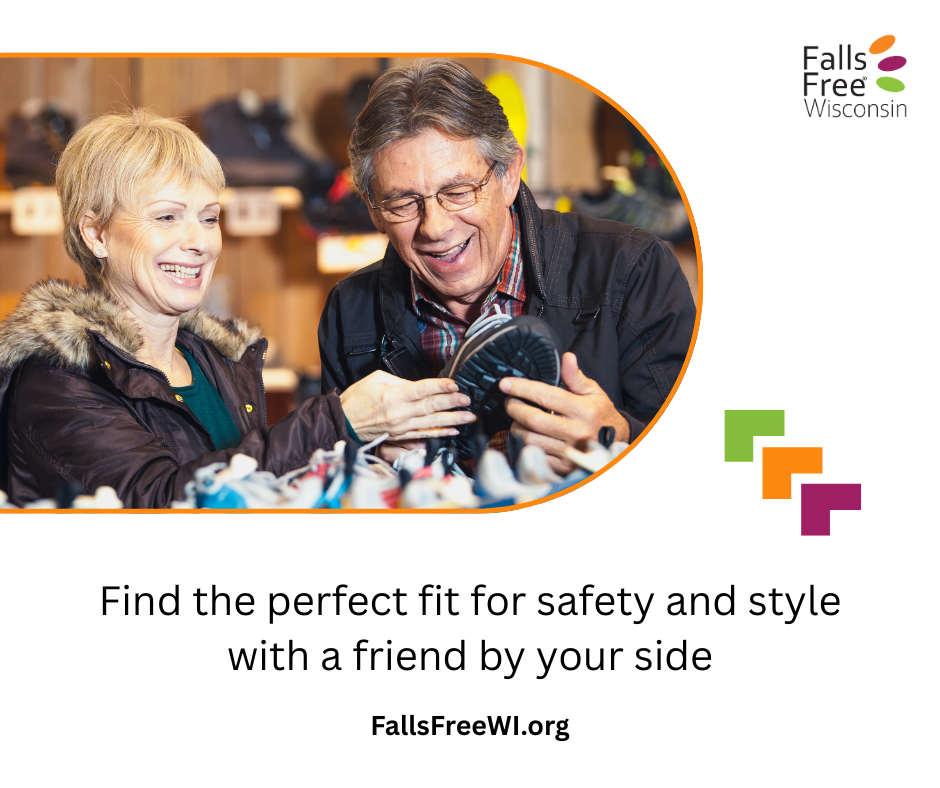 Falls
Free®
Wisconsin
Find the perfect fit for safety and style
with a friend by your side
FallsFreeWI.org